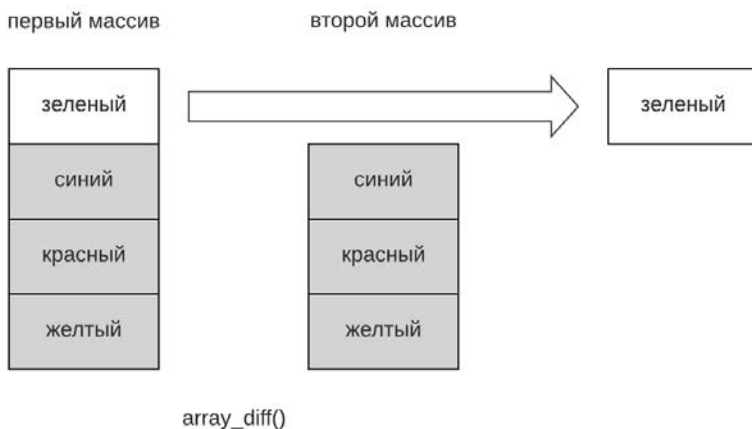 первый массив
второй массив
зеленый
зеленый
синий
синий
красный
красный
желтый
желтый
array_diff()